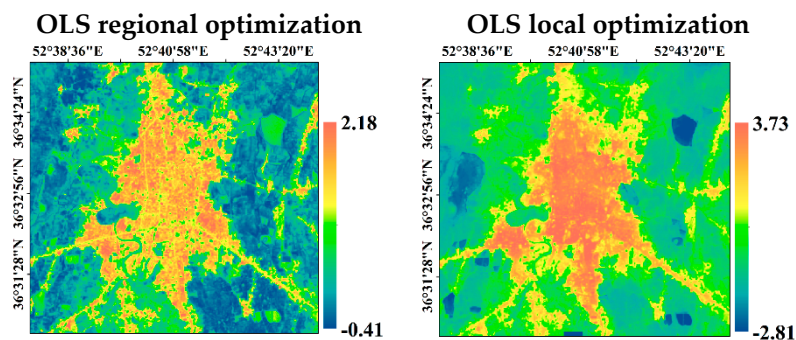 OLS regional optimization
52°38'36"E 52°40'58"E 52°43'20"E
36°34'24"N
36°32'56"N
36°31'28"N
2.18
-0.41
OLS local optimization
52°38'36"E 52°40'58"E 52°43'20"E
36°34'24"N
36°32'56"N
36°31'28"N
3.73
-2.81